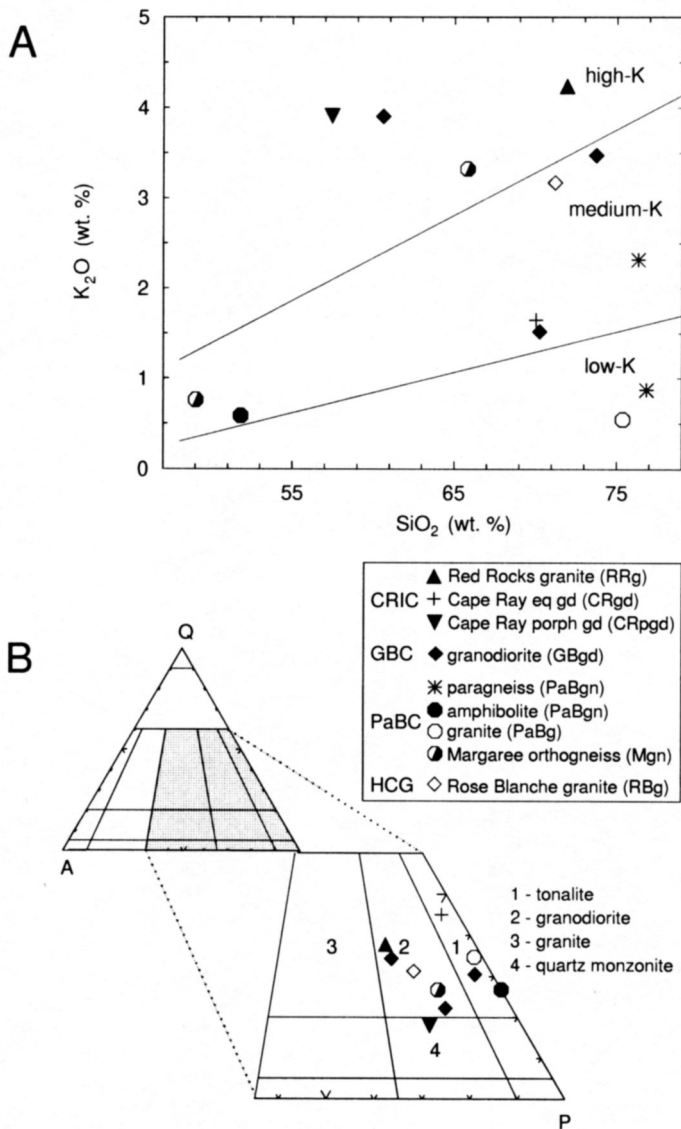 A
5
4
3
2
1
0
K₂O (wt. %)
high-K
medium-K
low-K
55
65
75
SiO₂ (wt. %)
CRIC
Red Rocks granite (RRg)
Cape Ray eq gd (CRgd)
Cape Ray porph gd (CRpgd)
GBC
granodiorite (GBgd)
PaBC
paragneiss (PaBgn)
amphibolite (PaBgn)
granite (PaBg)
Margaree orthogneiss (Mgn)
HCG
Rose Blanche granite (RBg)
B
Q
A
3
2
1
4
P
1 - tonalite
2 - granodiorite
3 - granite
4 - quartz monzonite